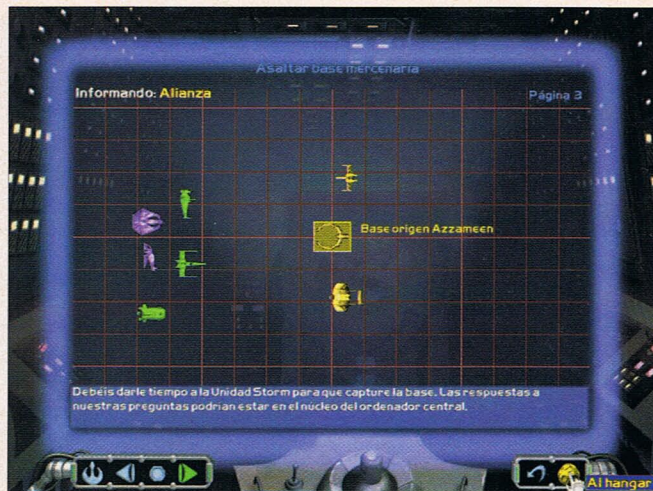 Asaltar base mercenaria
Informando: Alianza
Página 3
Base origen Azzameen
Debéis darle tiempo a la Unidad Storm para que capture la base. Las respuestas a
nuestras preguntas podrían estar en el núcleo del ordenador central.
Al hangar